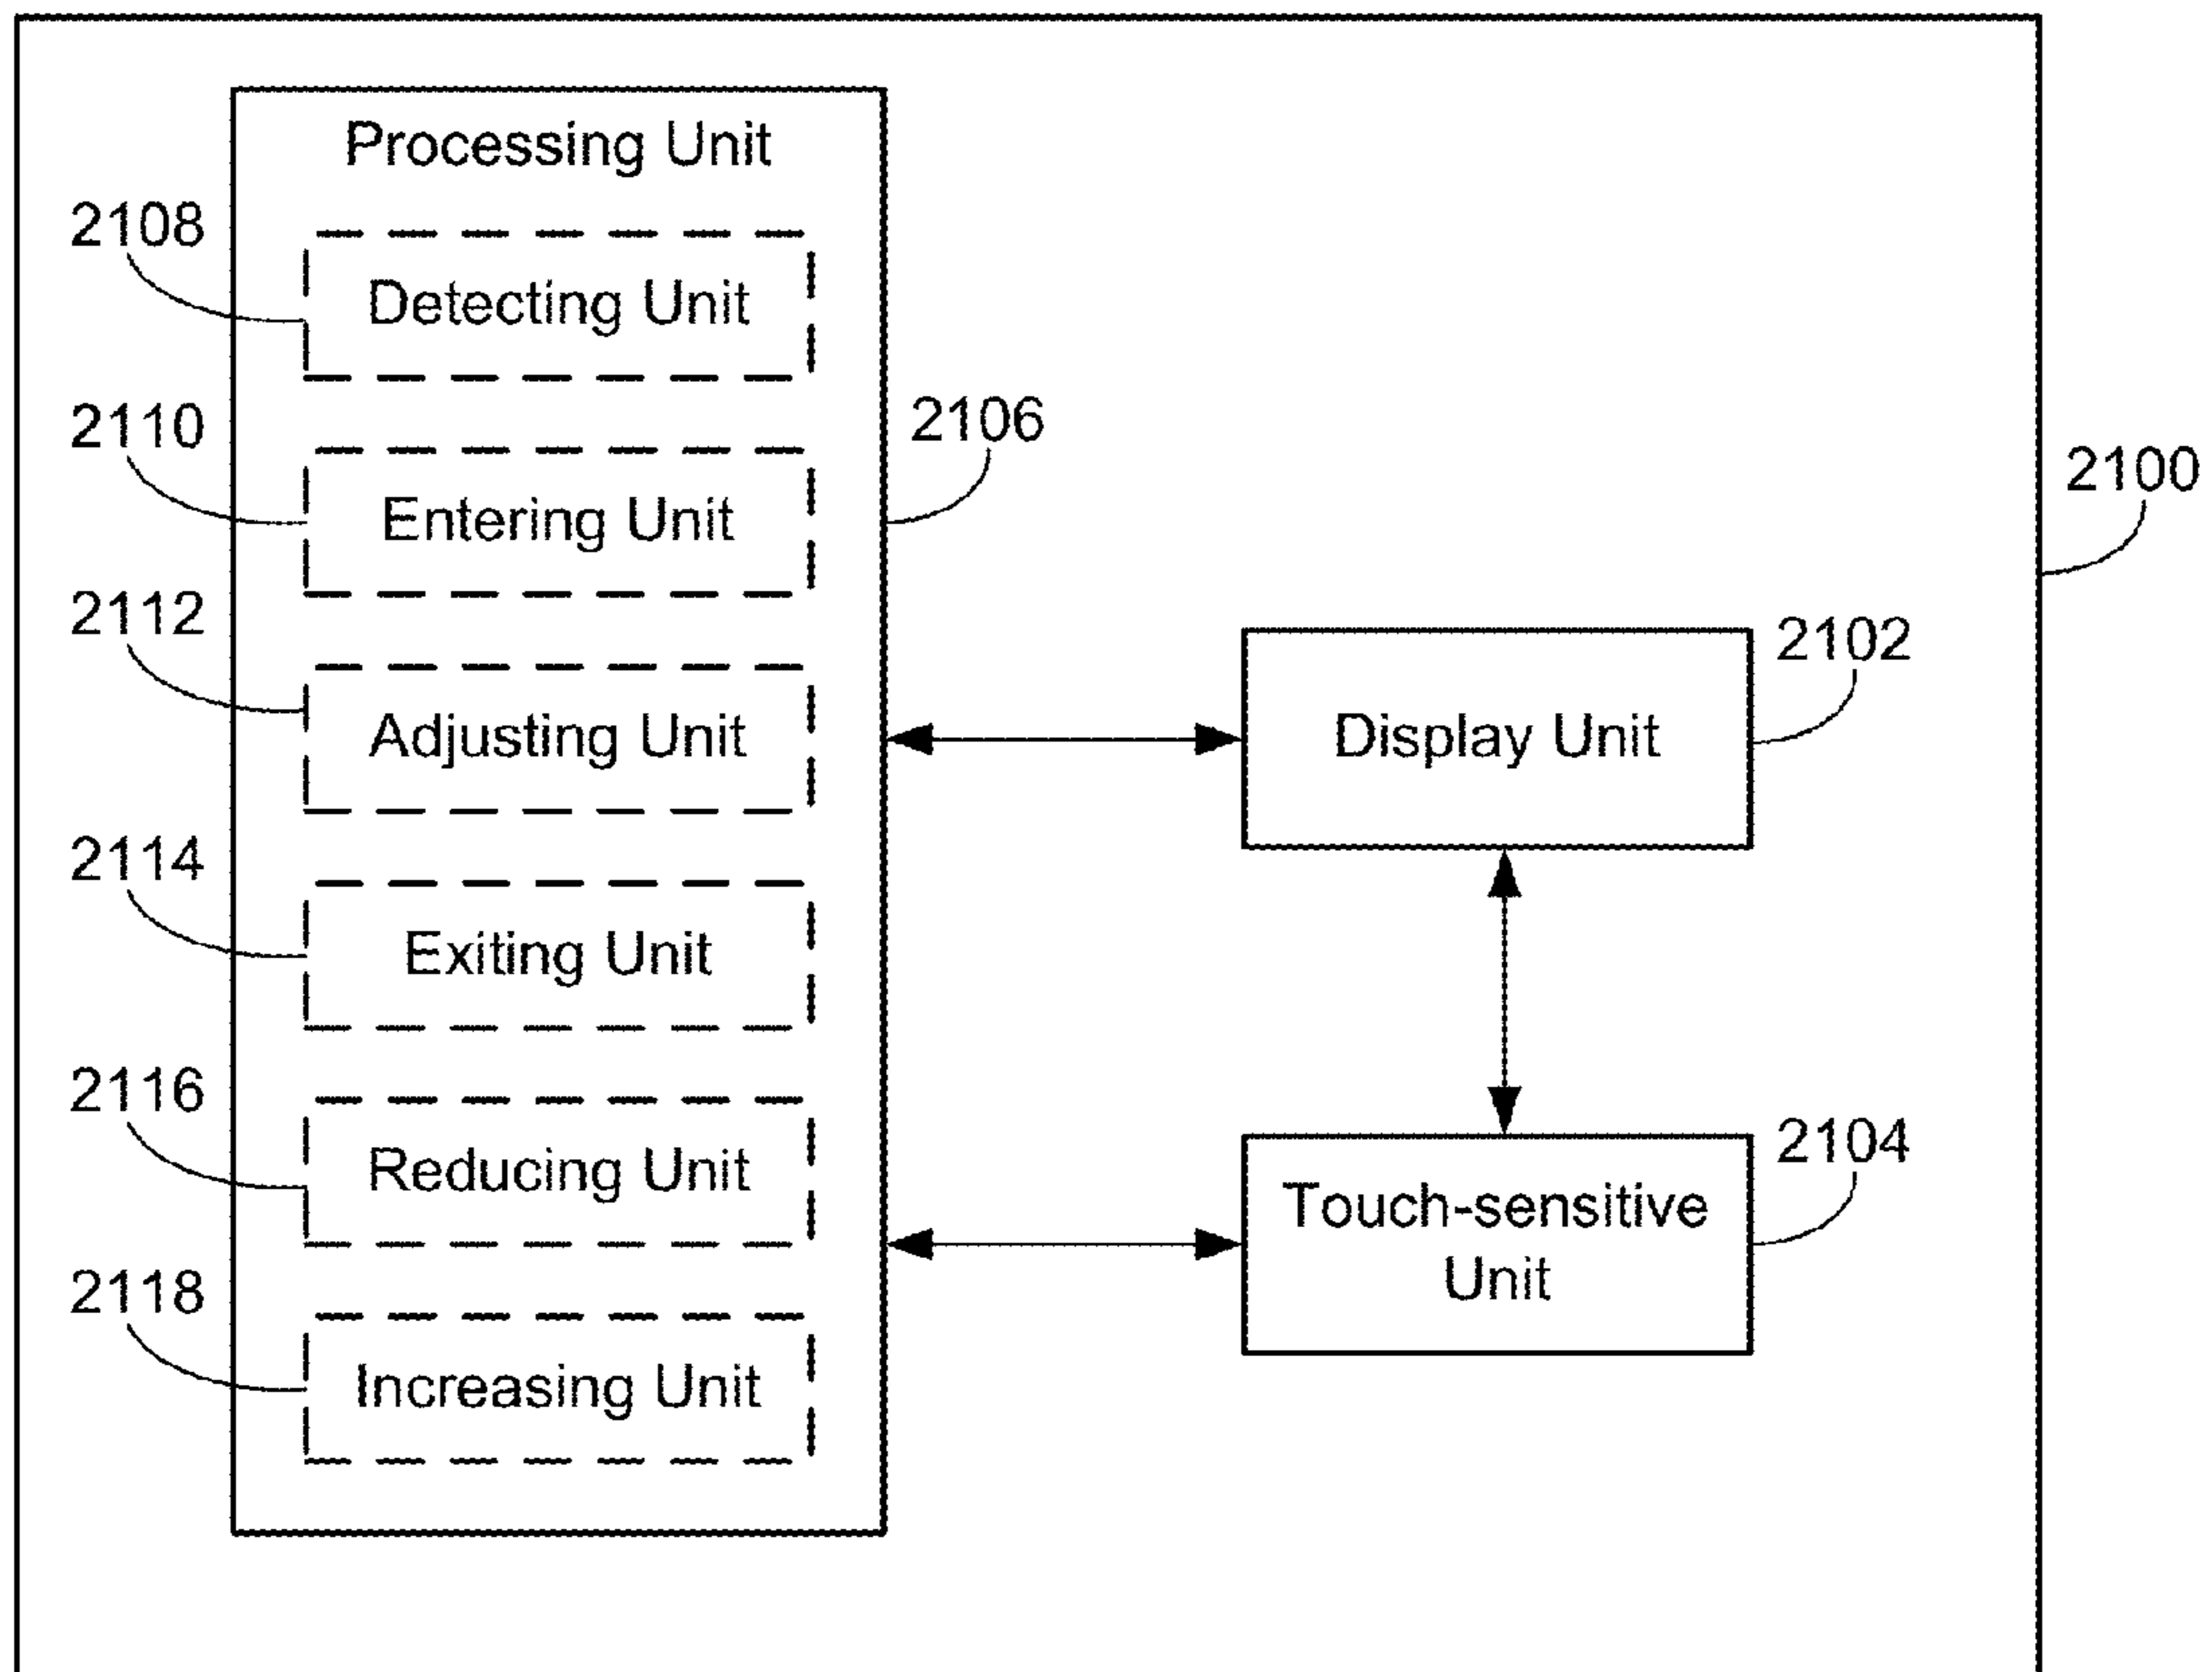 Processing Unit
2108
Detecting Unit
2110
Entering Unit
2106
2100
2112
Adjusting Unit
2102
Display Unit
2114
Exiting Unit
2116
Reducing Unit
2104
Touch-sensitive
Unit
2118
Increasing Unit